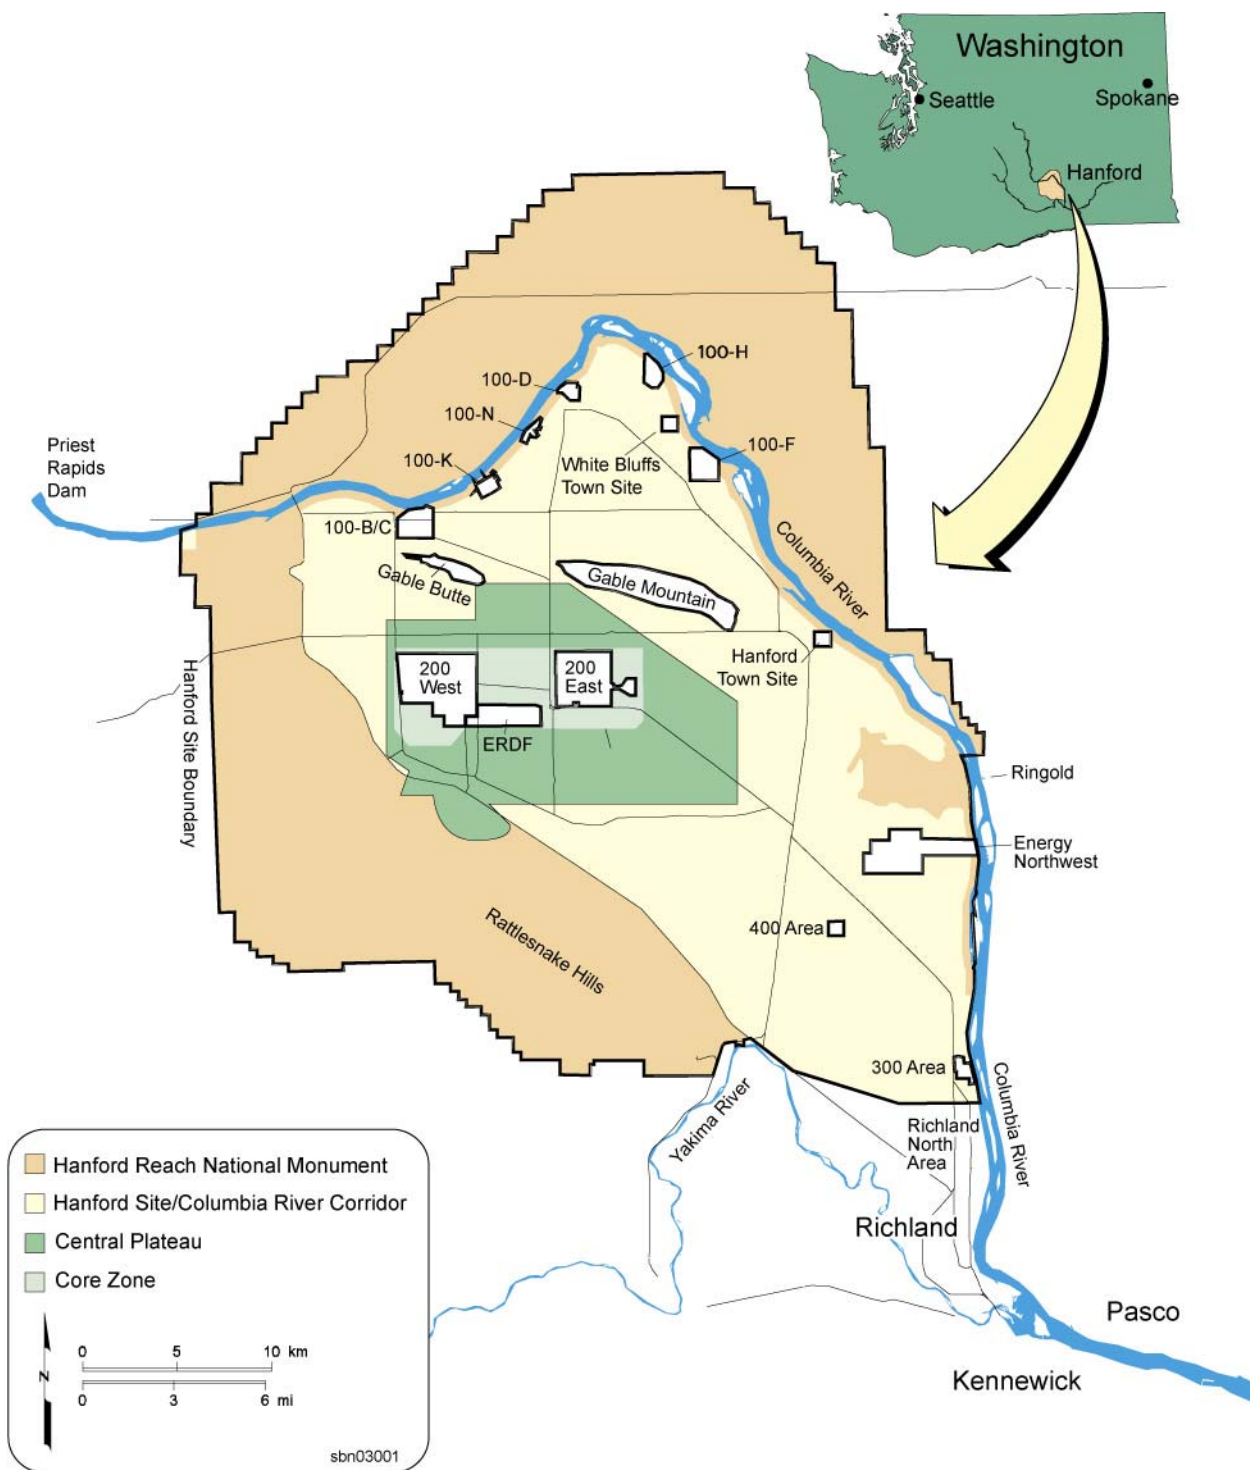 Washington
Seattle
Spokane
Hanford
100-H
100-D
100-N
100-F
Priest
Rapids
Dam
White Bluffs
Town Site
100-K
100-B/C
Columbia River
Gable Butte
Gable Mountain
Hanford
Town Site
Hanford Site Boundary
200
West
200
East
ERDF
Ringold
Energy
Northwest
400 Area
Rattlesnake Hills
300 Area
Columbia River
Yakima River
Richland
North
Area
Richland
Pasco
Kennewick
Hanford Reach National Monument
Hanford Site/Columbia River Corridor
Central Plateau
Core Zone
N
0 5 10 km
0 3 6 mi
sbn03001